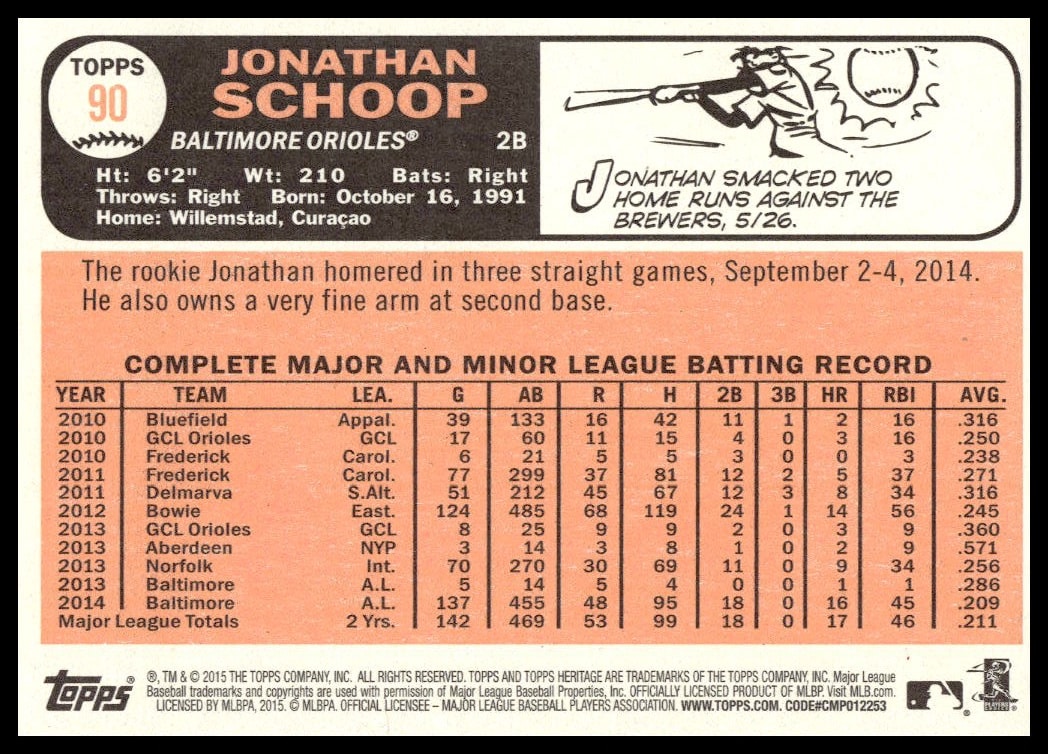 TOPPS
90
JONATHAN
SCHOOP
BALTIMORE ORIOLES® 2B
Ht: 6'2" Wt: 210 Bats: Right
Throws: Right Born: October 16, 1991
Home: Willemstad, Curaçao
JONATHAN SMACKED TWO
HOME RUNS AGAINST THE
BREWERS, 5/26.
The rookie Jonathan homered in three straight games, September 2-4, 2014.
He also owns a very fine arm at second base.
COMPLETE MAJOR AND MINOR LEAGUE BATTING RECORD
YEAR TEAM LEA. G AB R H 2B 3B HR RBI AVG.
2010 Bluefield Appal. 39 133 16 42 11 1 2 16 .316
2010 GCL Orioles GCL 17 60 11 15 4 0 3 16 .250
2010 Frederick Carol. 6 21 5 5 3 0 0 3 .238
2011 Frederick Carol. 77 299 37 81 12 2 5 37 .271
2011 Delmarva S.Alt. 51 212 45 67 12 3 8 34 .316
2012 Bowie East. 124 485 68 119 24 1 14 56 .245
2013 GCL Orioles GCL 8 25 9 9 2 0 3 9 .360
2013 Aberdeen NYP 3 14 3 8 1 0 2 9 .571
2013 Norfolk Int. 70 270 30 69 11 0 9 34 .256
2013 Baltimore A.L. 5 14 5 4 0 0 1 1 .286
2014 Baltimore A.L. 137 455 48 95 18 0 16 45 .209
Major League Totals 2 Yrs. 142 469 53 99 18 0 17 46 .211
topps®
®, TM & © 2015 THE TOPPS COMPANY, INC. ALL RIGHTS RESERVED. TOPPS AND TOPPS HERITAGE ARE TRADEMARKS OF THE TOPPS COMPANY, INC. Major League
Baseball trademarks and copyrights are used with permission of Major League Baseball Properties, Inc. OFFICIALLY LICENSED PRODUCT OF MLBP. Visit MLB.com.
LICENSED BY MLBPA, 2015. © MLBPA. OFFICIAL LICENSEE – MAJOR LEAGUE BASEBALL PLAYERS ASSOCIATION. WWW.TOPPS.COM. CODE#CMP012253